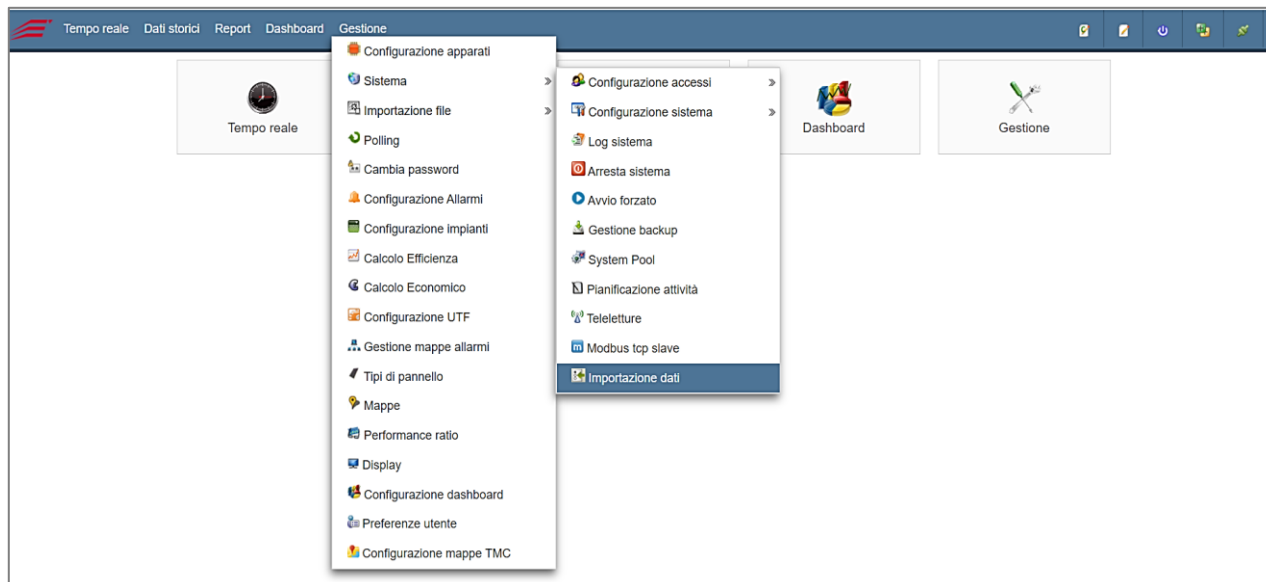 Tempo reale Dati storici Report Dashboard Gestione
Configurazione apparati
Sistema
Importazione file
Polling
Cambia password
Configurazione Allarmi
Configurazione impianti
Calcolo Efficienza
Calcolo Economico
Configurazione UTF
Gestione mappe allarmi
Tipi di pannello
Mappe
Performance ratio
Display
Configurazione dashboard
Preferenze utente
Configurazione mappe TMC
Configurazione accessi
Configurazione sistema
Log sistema
Arresta sistema
Avvio forzato
Gestione backup
System Pool
Pianificazione attività
Teleletture
Modbus tcp slave
Importazione dati
Tempo reale
Dashboard
Gestione